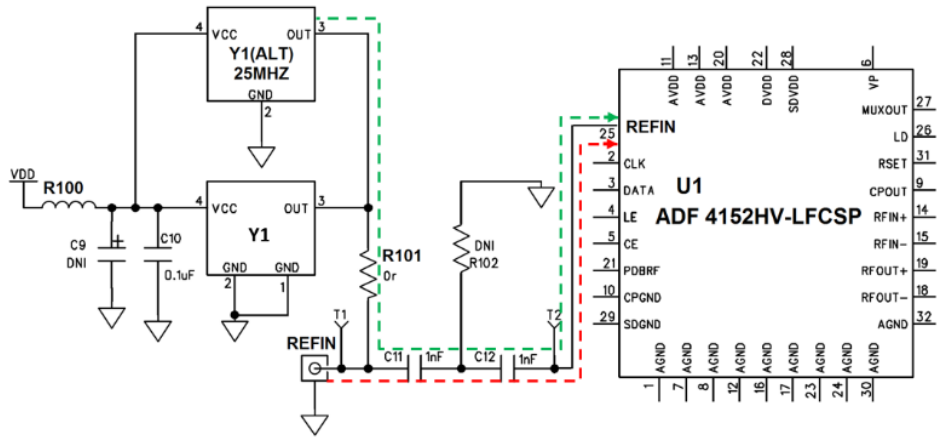 4
VCC
OUT
3
Y1(ALT)
25MHZ
GND
2
VDD
R100
4
VCC
OUT
3
Y1
GND
GND
2
1
C9
DNI
+
C10
0.1uF
R101
0r
DNI
R102
T1
T2
REFIN
C11
1nF
C12
1nF
11
13
20
22
28
6
AVDD
AVDD
AVDD
DVDD
SDVDD
VP
REFIN
25
2
CLK
3
DATA
4
LE
5
CE
21
PDBRF
10
CPGND
29
SDGND
U1
ADF 4152HV-LFCSP
MUXOUT
27
LD
26
RSET
31
CPOUT
9
RFIN+
14
RFIN-
15
RFOUT+
19
RFOUT-
18
AGND
32
AGND
AGND
AGND
AGND
AGND
AGND
AGND
AGND
AGND
1
7
8
12
16
17
23
24
30